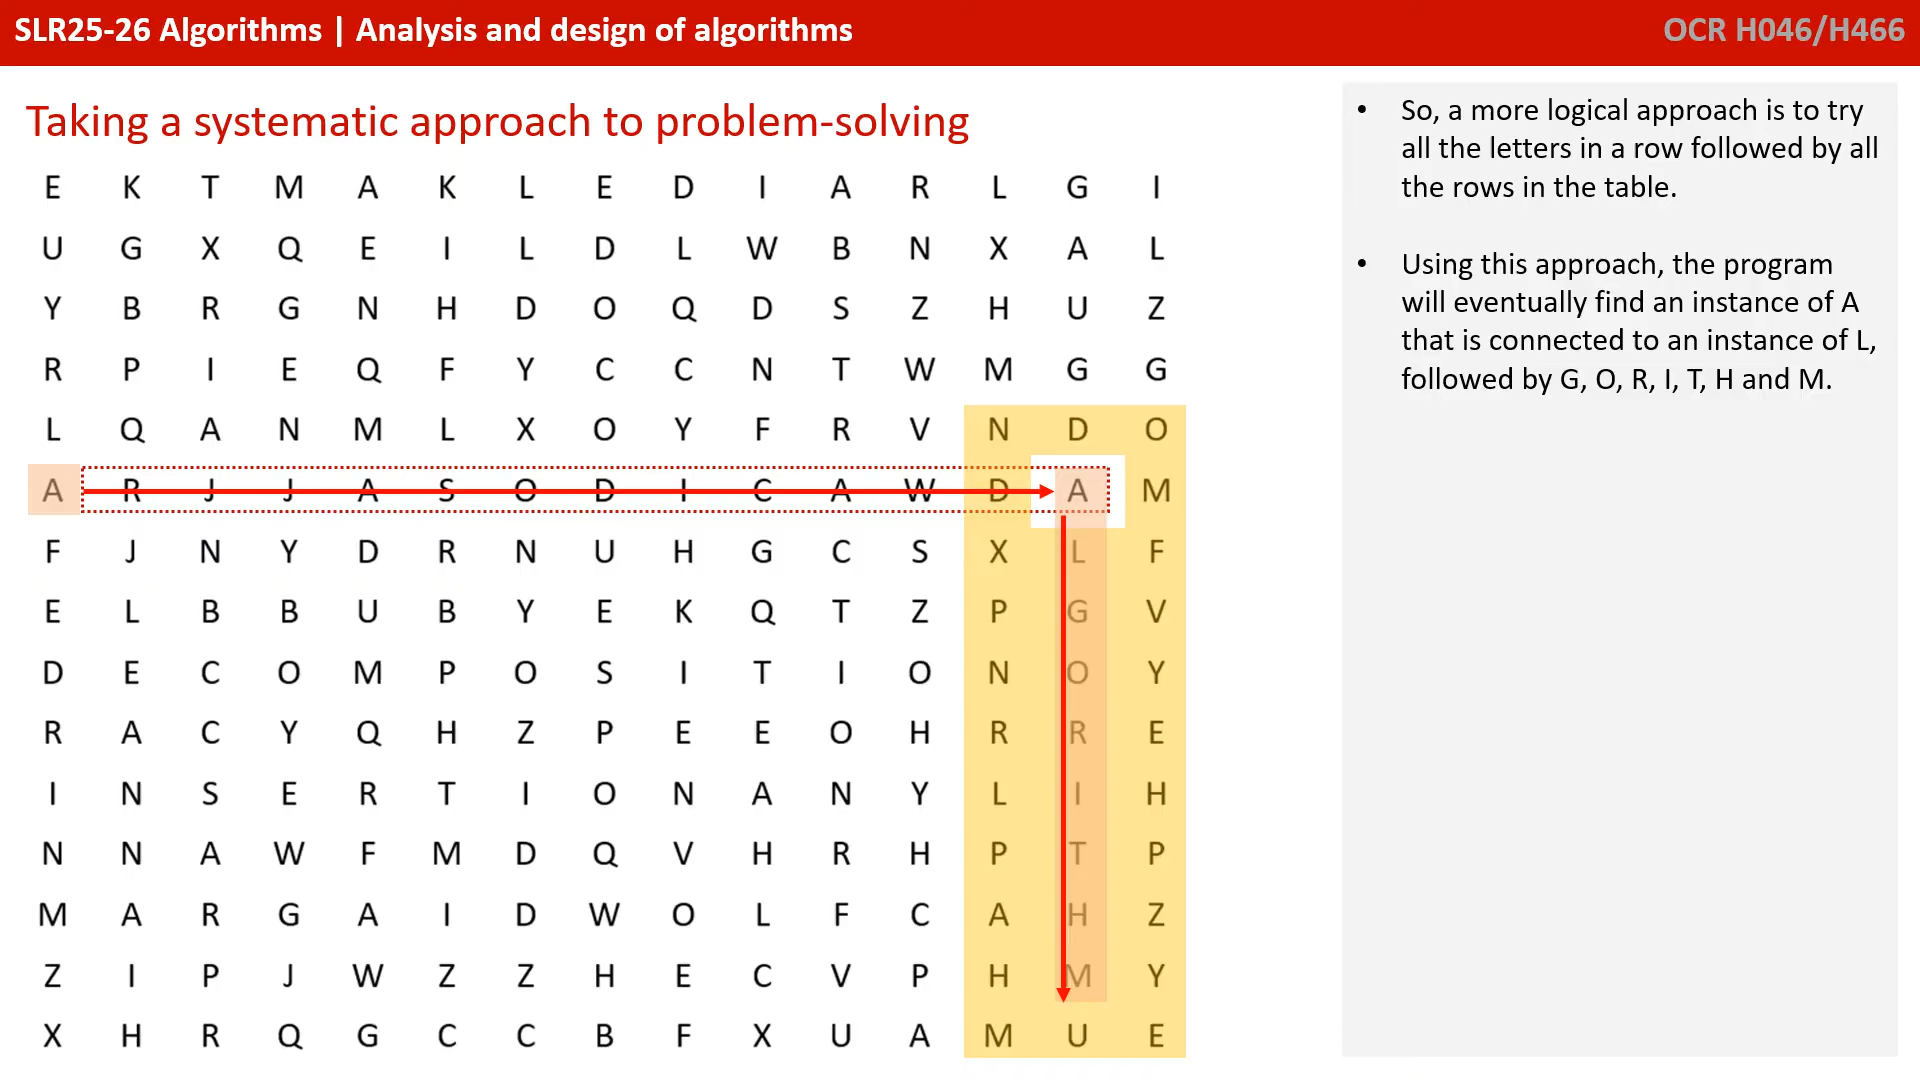 SLR25-26 Algorithms | Analysis and design of algorithms
OCR H046/H466
Taking a systematic approach to problem-solving
E K T M A K L E D I A R L G I
U G X Q E I L D L W B N X A L
Y B R G N H D O Q D S Z H U Z
R P I E Q F Y C C N T W M G G
L Q A N M L X O Y F R V N D O
A R J J A S O D I C A W D A M
F J N Y D R N U H G C S X L F
E L B B U B Y E K Q T Z P G V
D E C O M P O S I T I O N O Y
R A C Y Q H Z P E E O H R R E
I N S E R T I O N A N Y L I H
N N A W F M D Q V H R H P T P
M A R G A I D W O L F C A H Z
Z I P J W Z Z H E C V P H M Y
X H R Q G C C B F X U A M U E
• So, a more logical approach is to try
all the letters in a row followed by all
the rows in the table.
• Using this approach, the program
will eventually find an instance of A
that is connected to an instance of L,
followed by G, O, R, I, T, H and M.